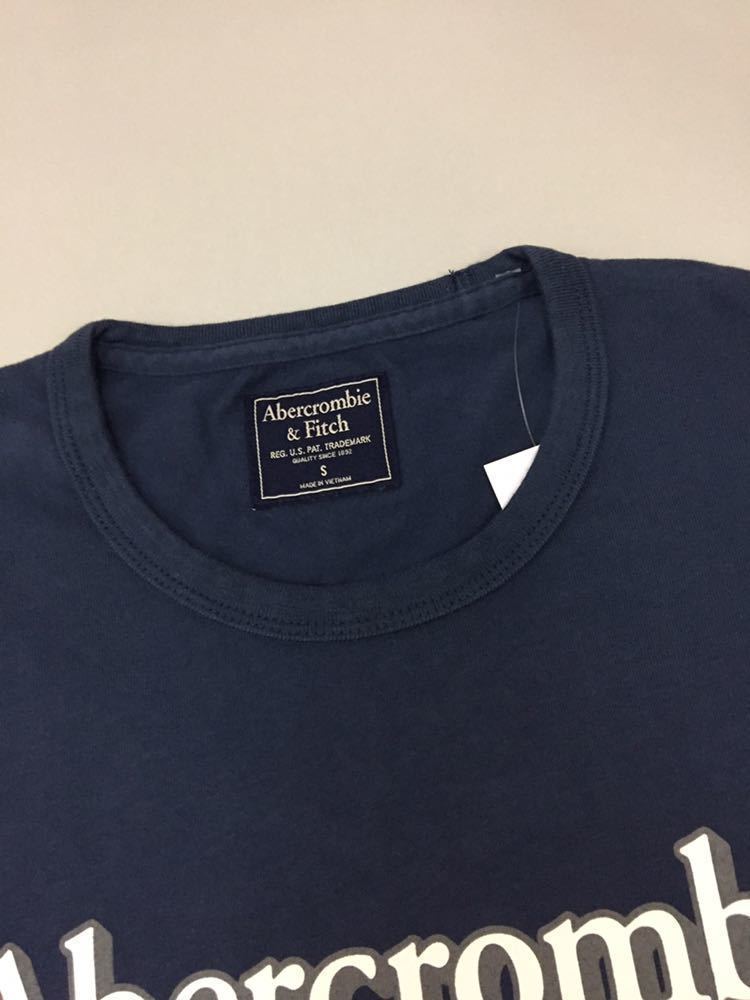 Abercrombie
& Fitch
REG. U.S. PAT. TRADEMARK
QUALITY SINCE 1892
S
MADE IN VIETNAM
Abercromb